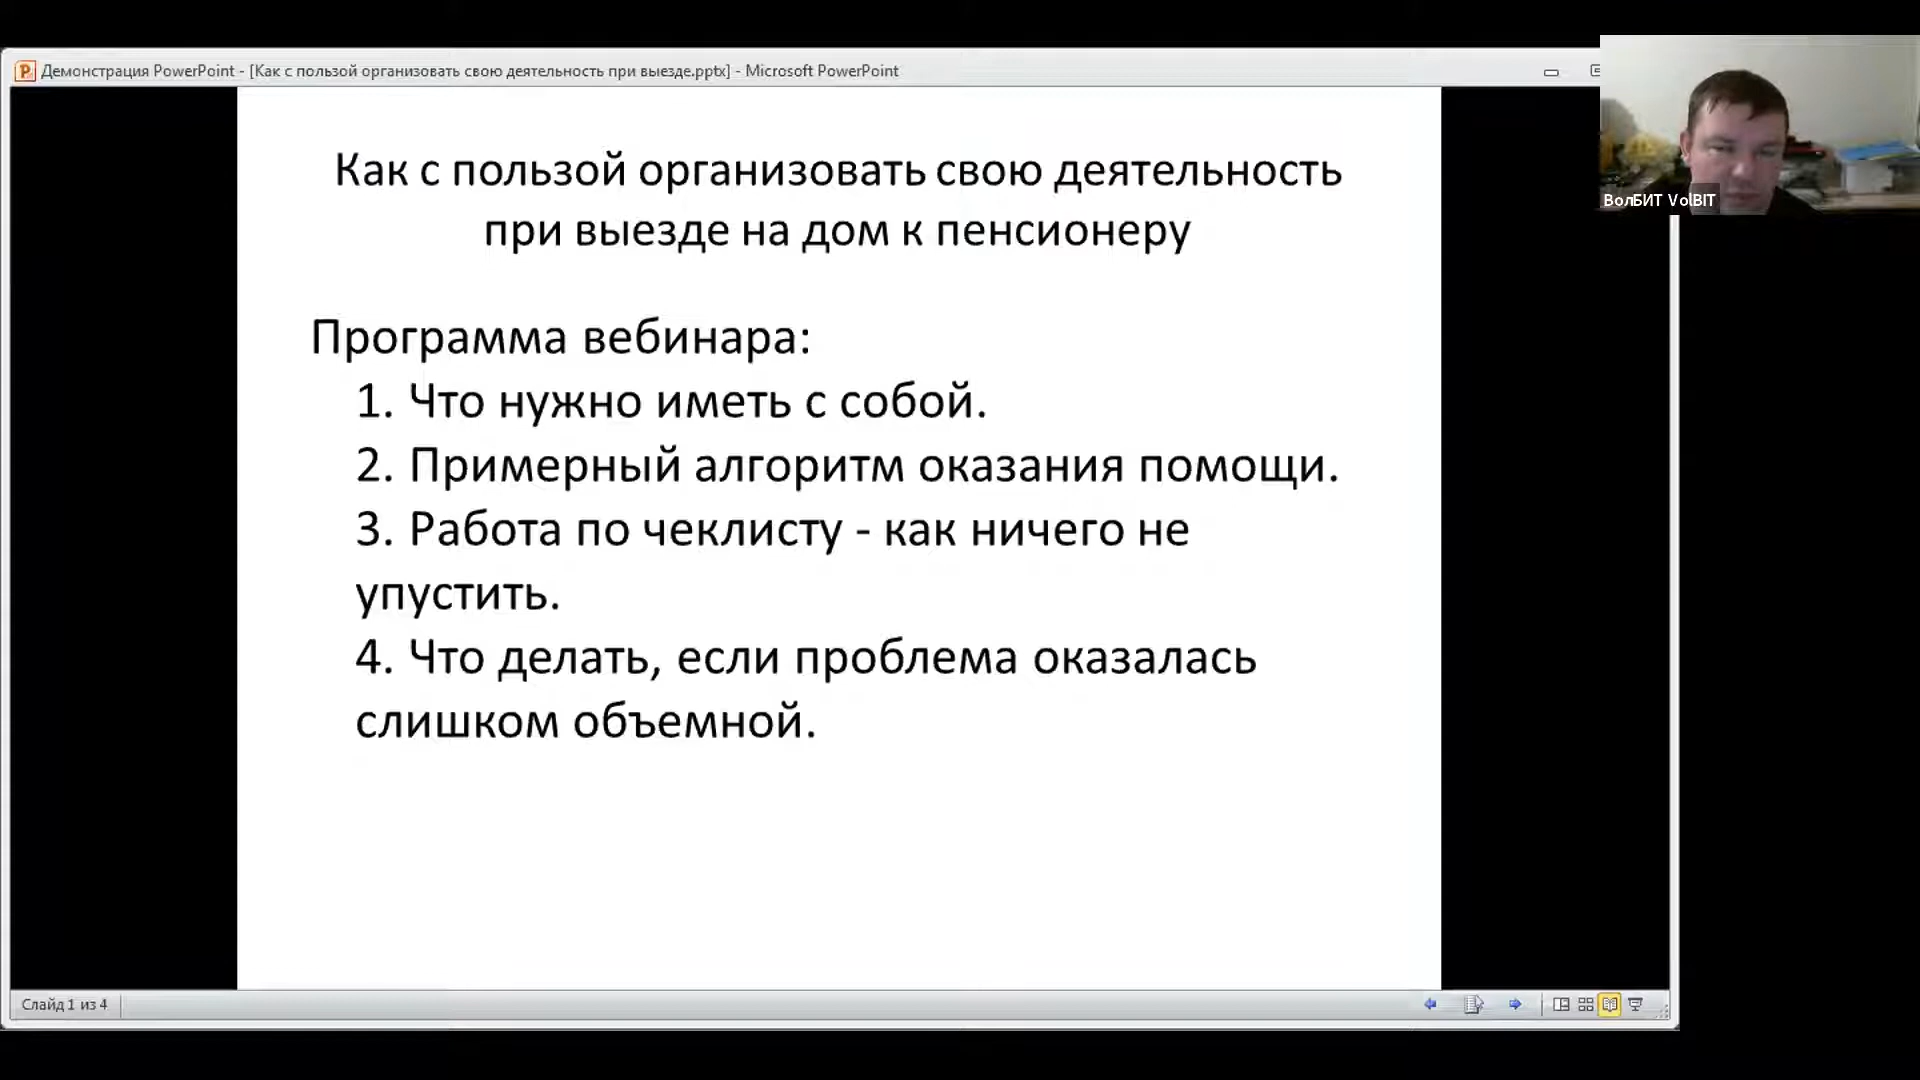 Демонстрация PowerPoint - [Как с пользой организовать свою деятельность при выезде.pptx] - Microsoft PowerPoint
ВолБИТ VolBIT
Как с пользой организовать свою деятельность
при выезде на дом к пенсионеру
Программа вебинара:
1. Что нужно иметь с собой.
2. Примерный алгоритм оказания помощи.
3. Работа по чеклисту - как ничего не
упустить.
4. Что делать, если проблема оказалась
слишком объемной.
Слайд 1 из 4